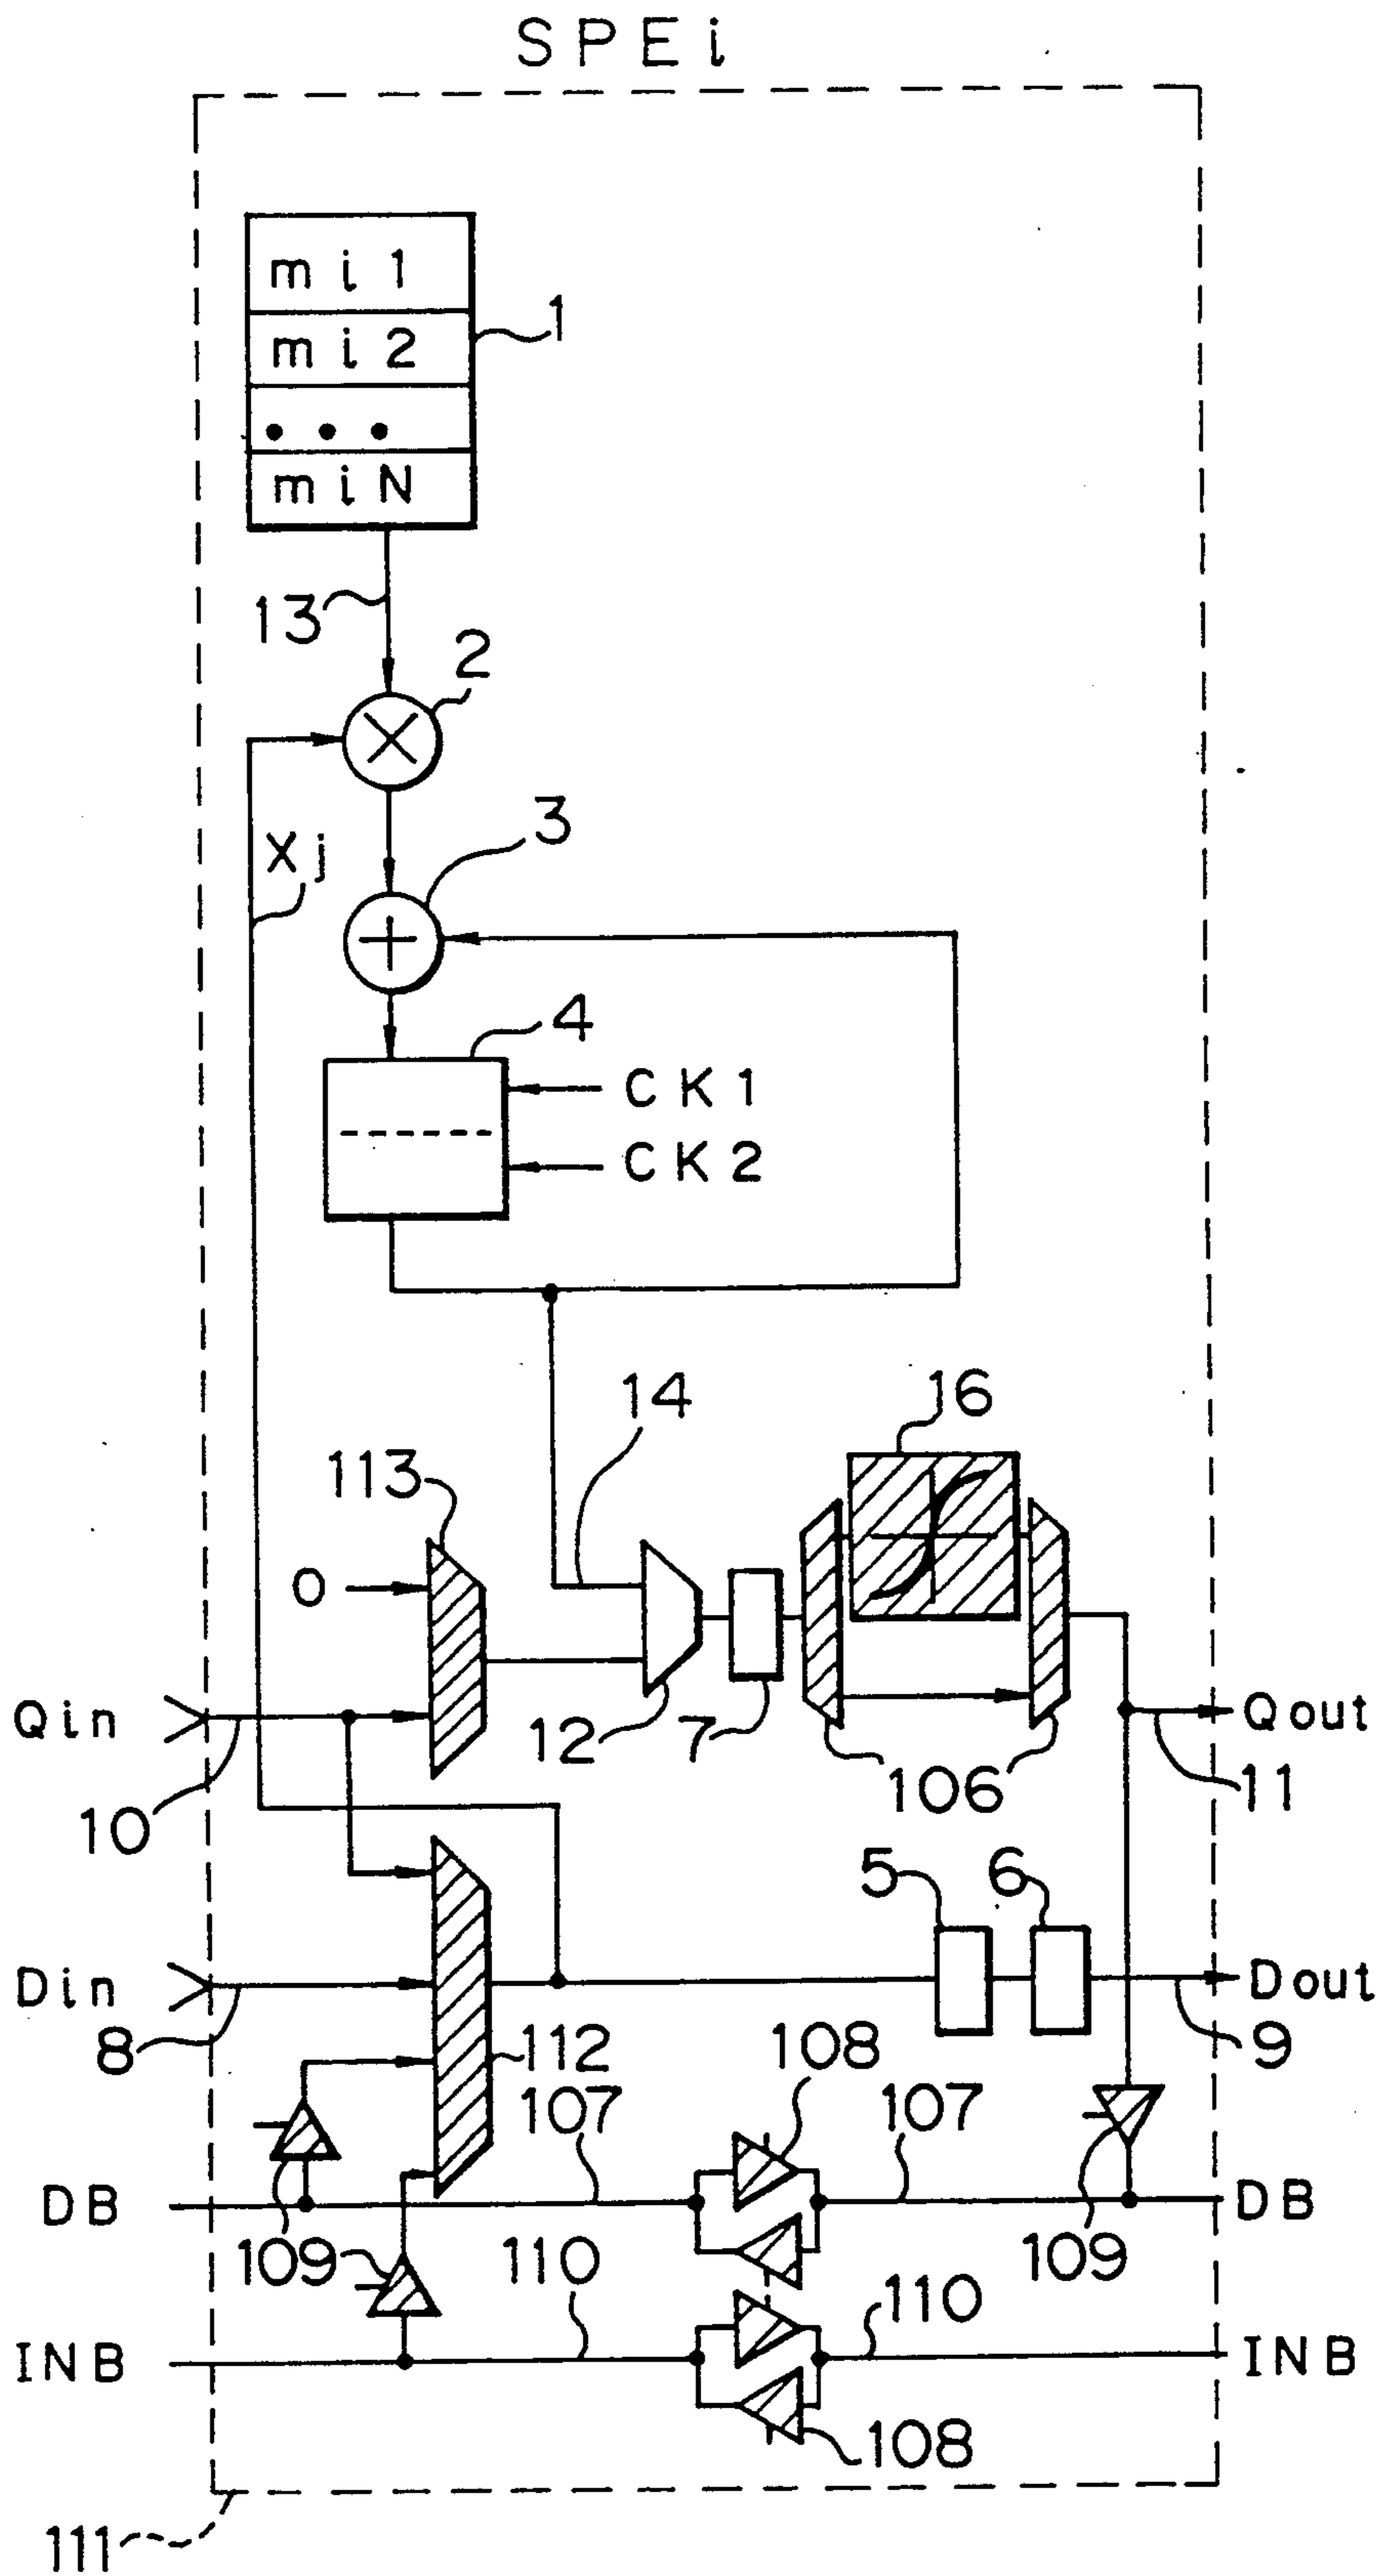 SPEi
mi1
mi2
1
• • •
miN
13
2
Xj
3
4
CK1
CK2
14
16
113
0
Qin
12
7
106
Qout
10
11
5
6
Din
Dout
8
112
108
9
107
107
DB
DB
109
110
109
110
INB
INB
108
111